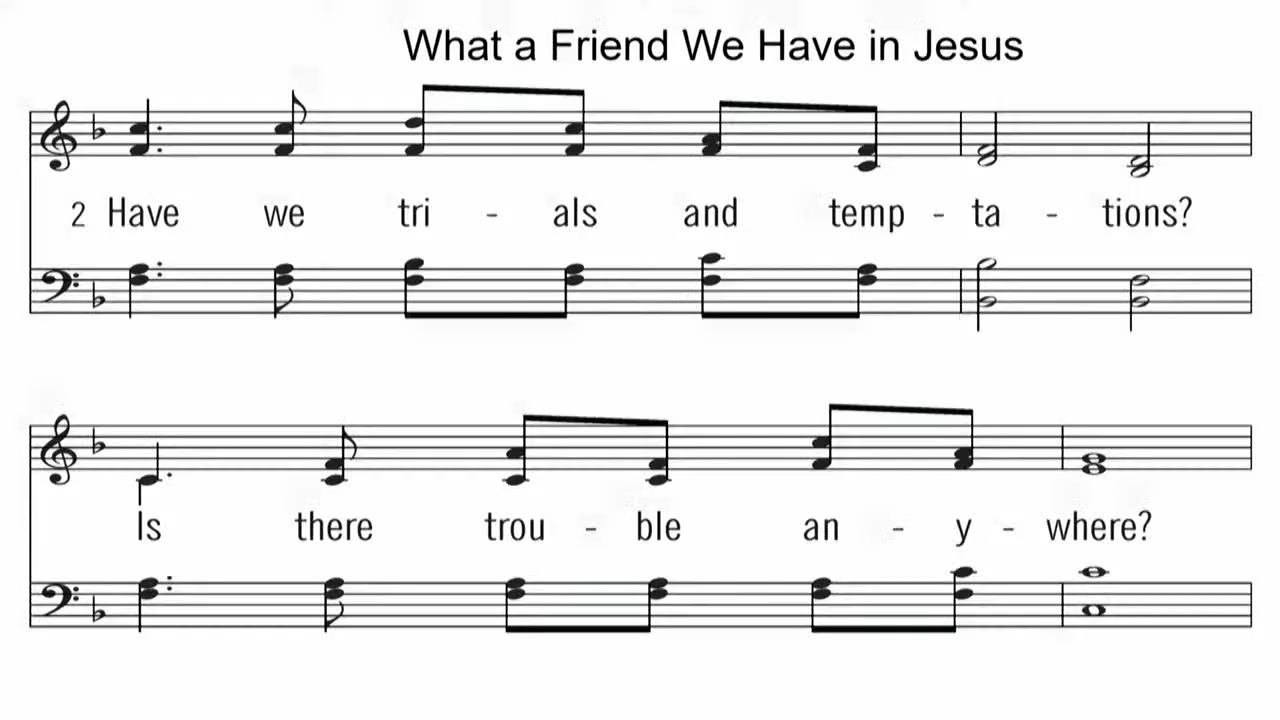 What a Friend We Have in Jesus
2 Have we tri - als and temp - ta - tions?
Is there trou - ble an - y - where?